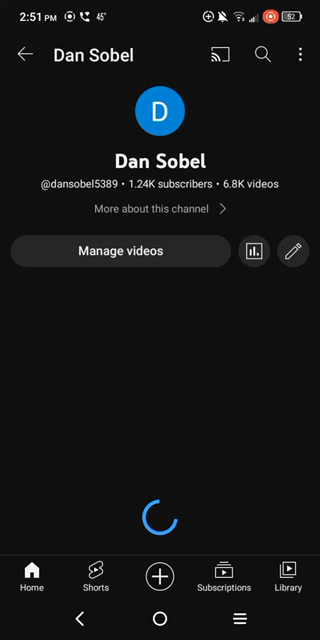 2:51 PM 45° 52
Dan Sobel
D
Dan Sobel
@dansobel5389 • 1.24K subscribers • 6.8K videos
More about this channel
Manage videos
Home Shorts Subscriptions Library